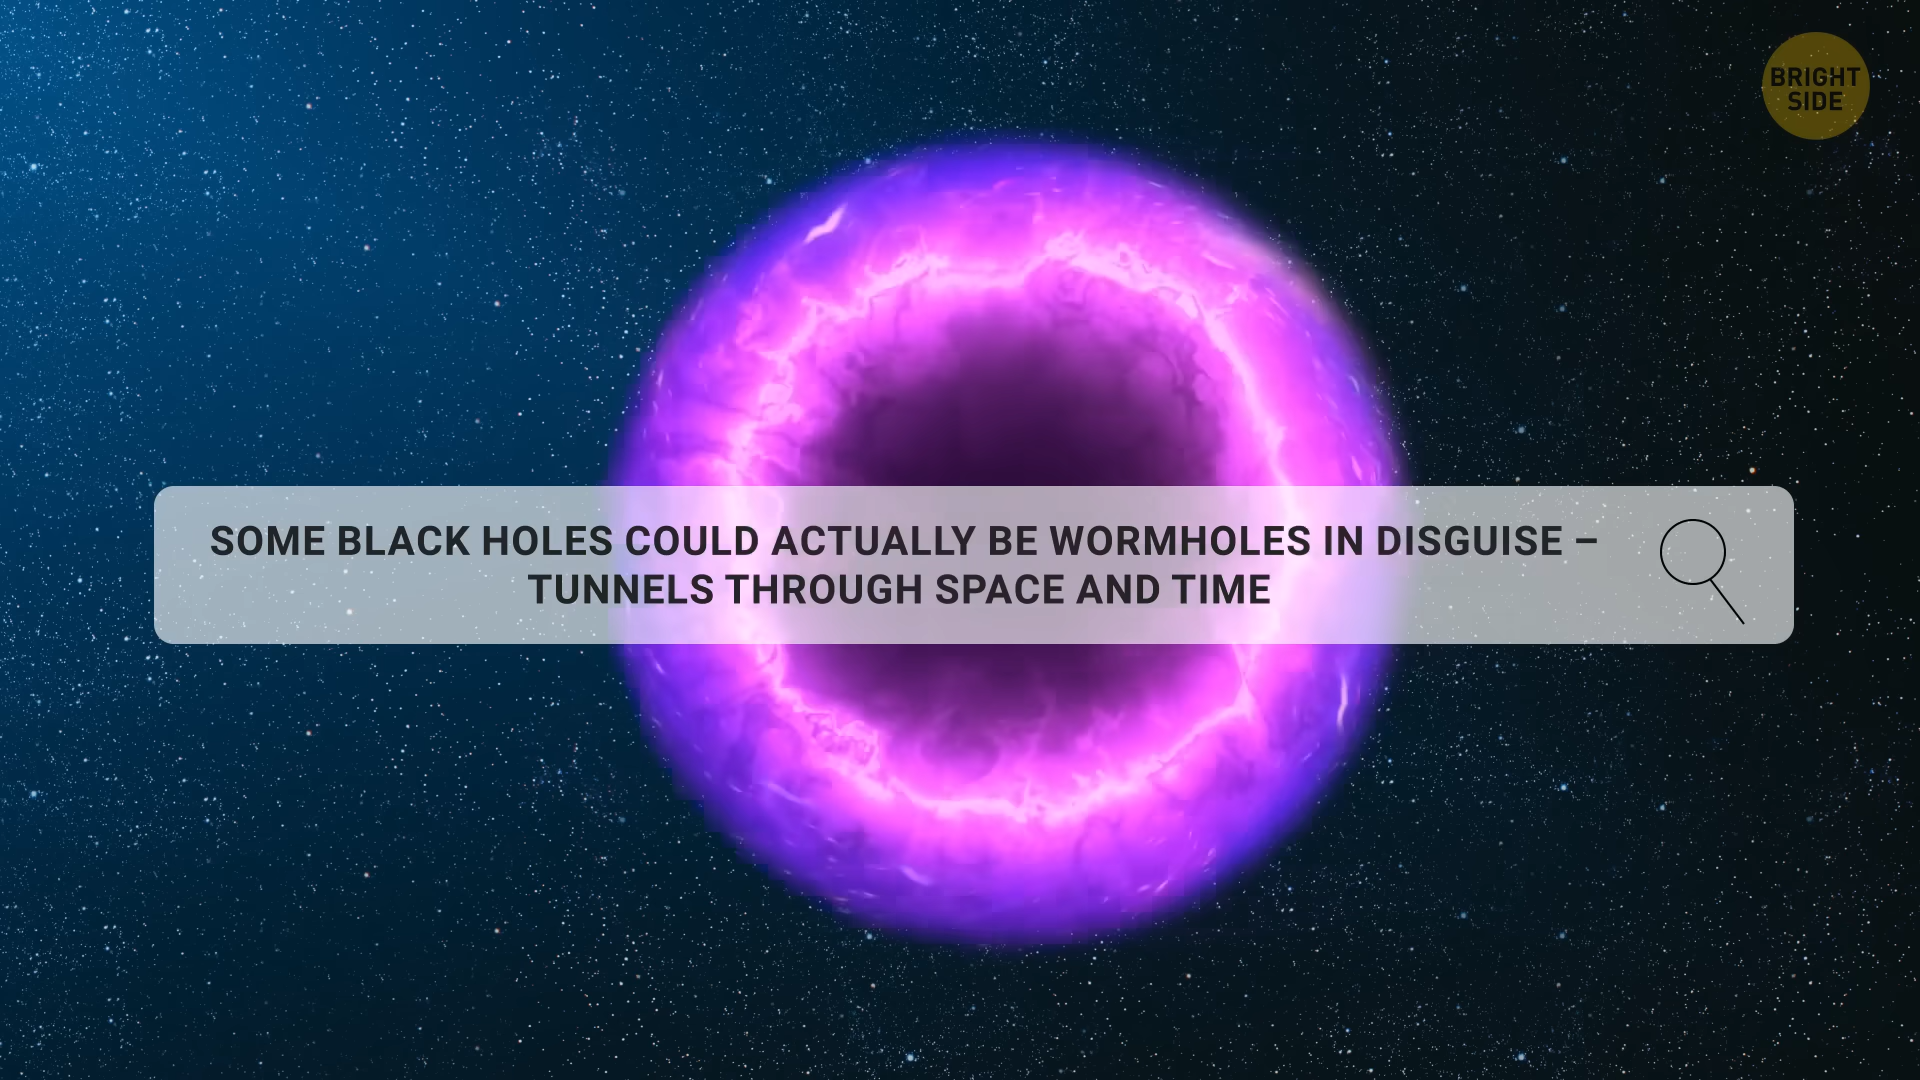 BRIGHT
SIDE
SOME BLACK HOLES COULD ACTUALLY BE WORMHOLES IN DISGUISE –
TUNNELS THROUGH SPACE AND TIME